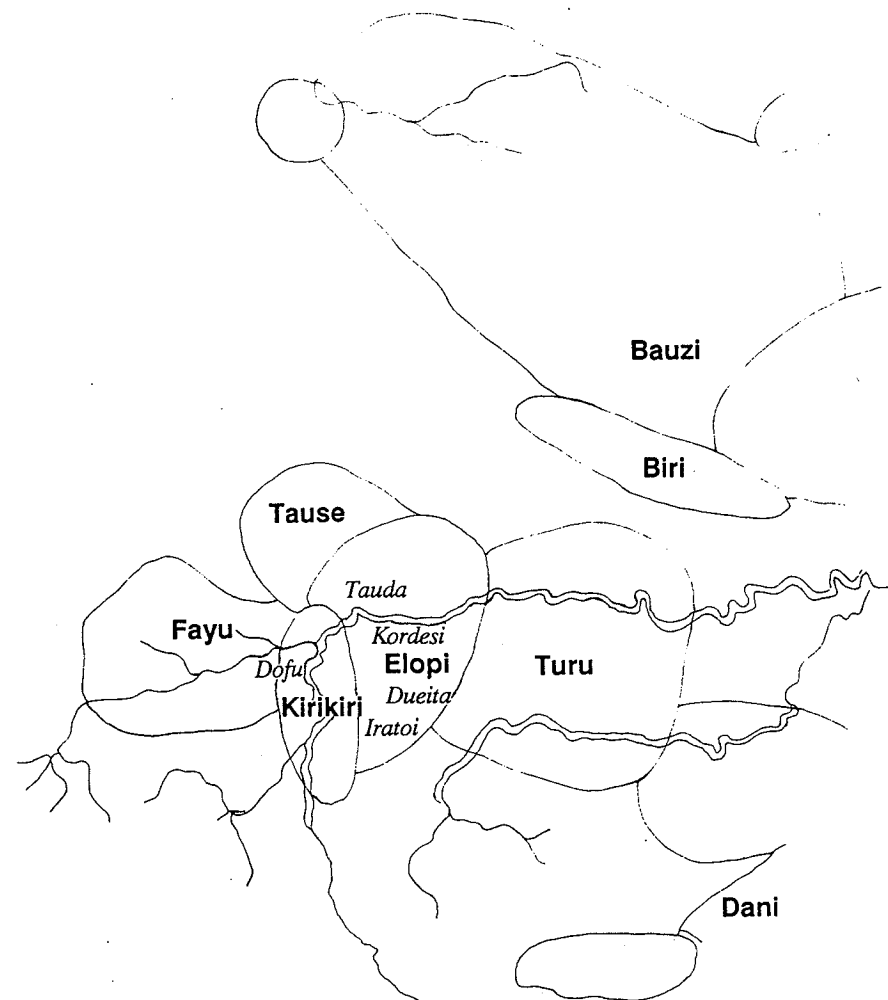 Bauzi
Biri
Tause
Tauda
Fayu
Kordesi
Dofu
Elopi
Turu
Dueita
Kirikiri
Iratoi
Dani